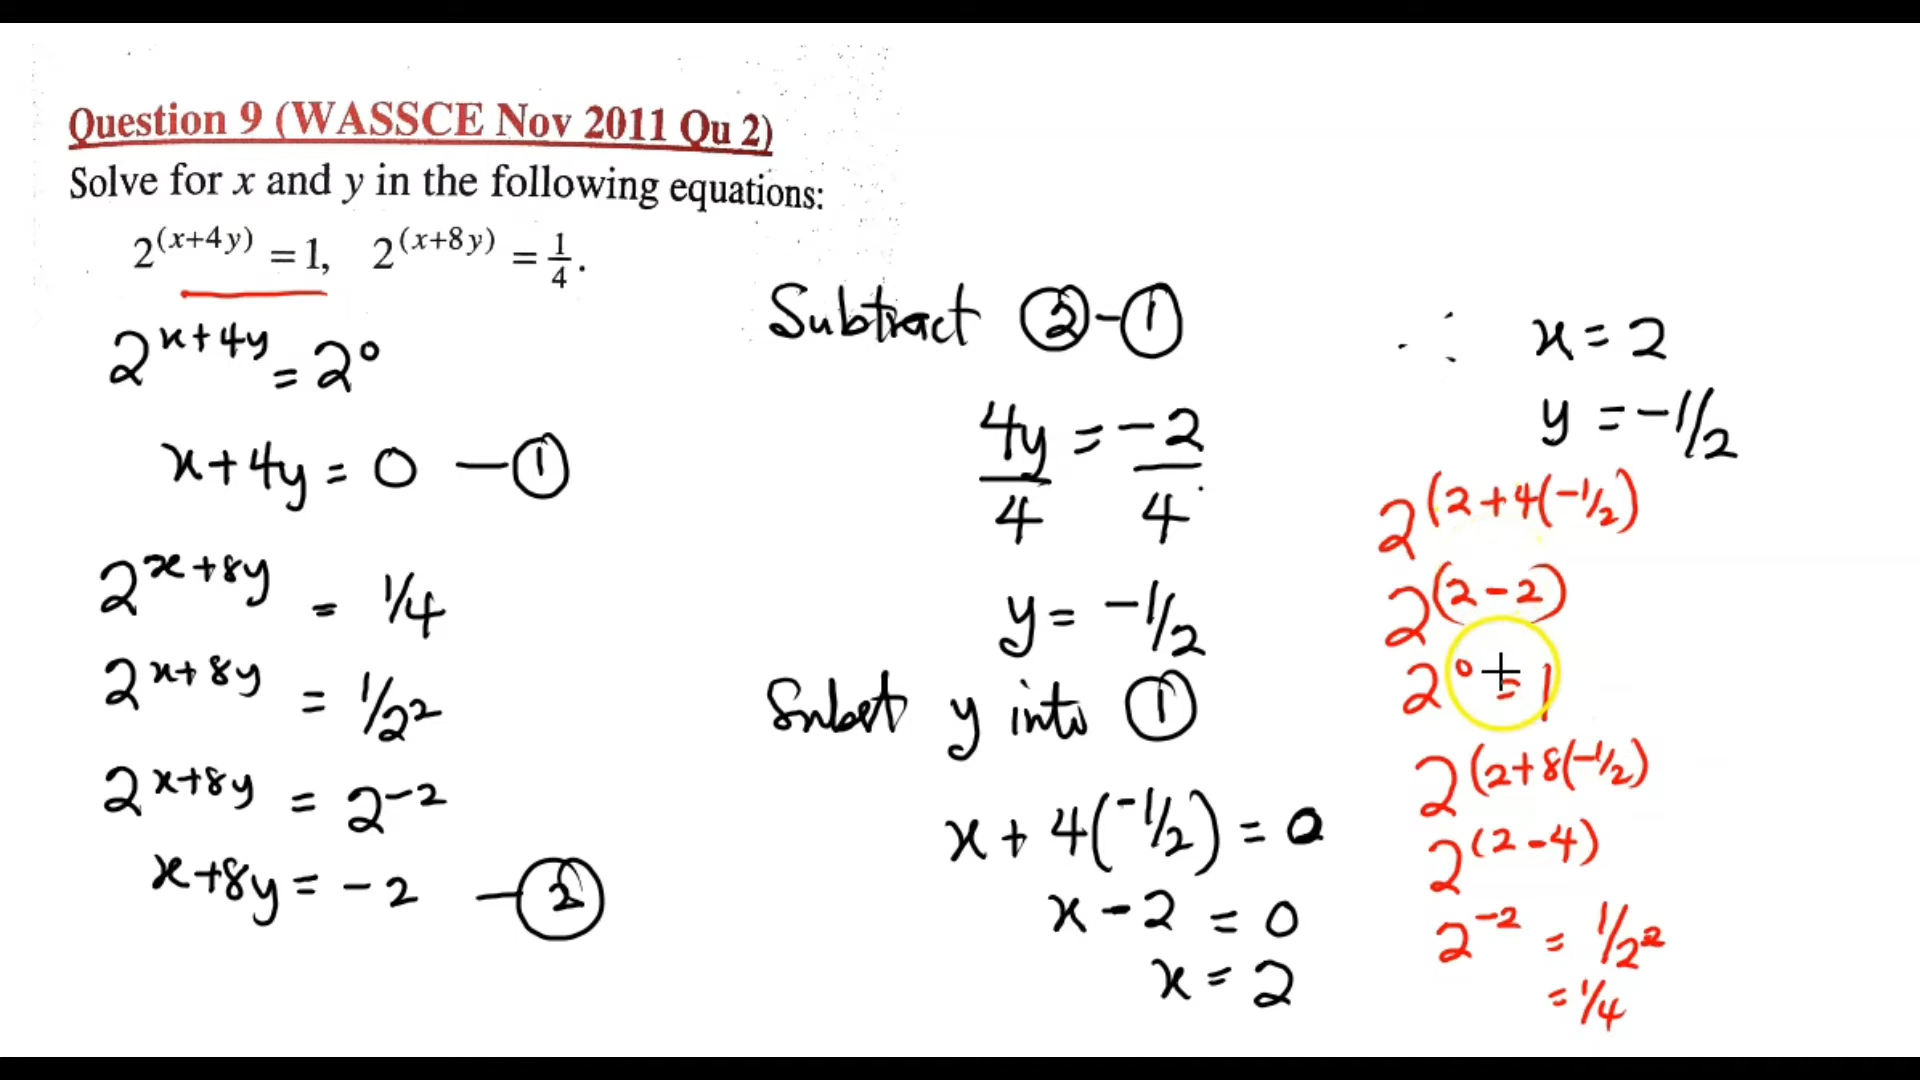 Question 9 (WASSCE Nov 2011 Qu 2)
Solve for x and y in the following equations:
2^(x+4y) = 1, 2^(x+8y) = 1/4.
2^x+4y = 2^0
x+4y = 0 —①
2^x+8y = 1/4
2^x+8y = 1/2^2
2^x+8y = 2^-2
x+8y = -2 —②
Subtract ②-①
4y/4 = -2/4
y = -1/2
Subst y into ①
x + 4(-1/2) = 0
x - 2 = 0
x = 2
∴ x = 2
y = -1/2
2^(2+4(-1/2)
2^(2-2)
2^0 = 1
2^(2+8(-1/2)
2^(2-4)
2^-2 = 1/2^2
= 1/4